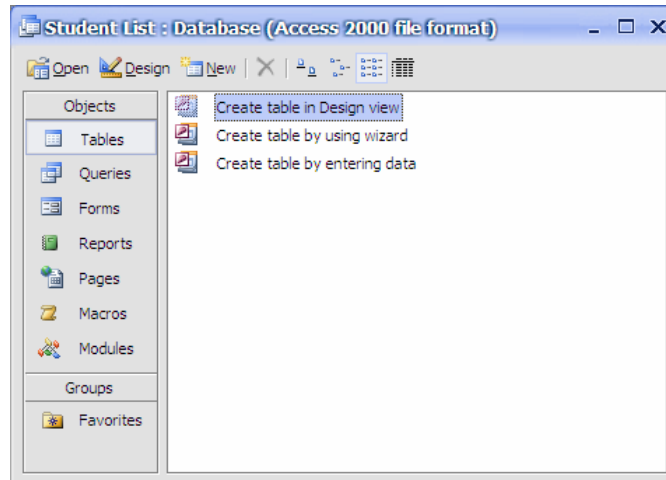 Student List : Database (Access 2000 file format)
Open Design New
Objects
Tables
Queries
Forms
Reports
Pages
Macros
Modules
Groups
Favorites
Create table in Design view
Create table by using wizard
Create table by entering data